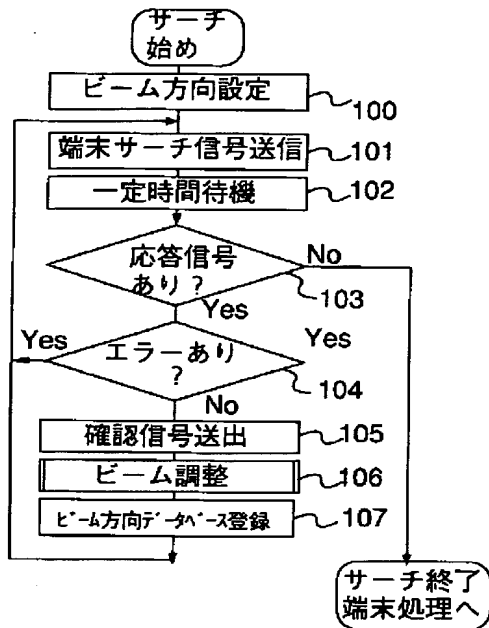 サーチ
始め
ビーム方向設定
100
端末サーチ信号送信
101
一定時間待機
102
応答信号
あり?
No
103
Yes
Yes
エラーあり
?
Yes
104
No
確認信号送出
105
ビーム調整
106
ビーム方向データベース登録
107
サーチ終了
端末処理へ